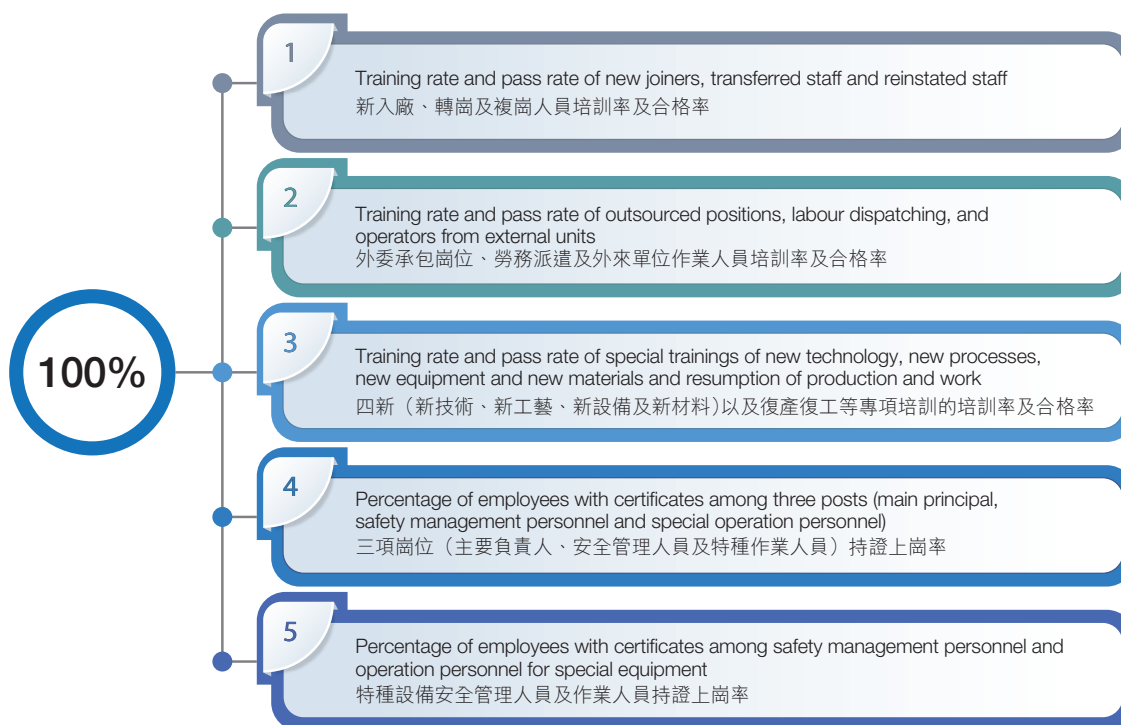 100%
1
Training rate and pass rate of new joiners, transferred staff and reinstated staff
新入廠、轉崗及複崗人員培訓率及合格率
2
Training rate and pass rate of outsourced positions, labour dispatching, and
operators from external units
外委承包崗位、勞務派遣及外來單位作業人員培訓率及合格率
3
Training rate and pass rate of special trainings of new technology, new processes,
new equipment and new materials and resumption of production and work
四新（新技術、新工藝、新設備及新材料）以及復產復工等專項培訓的培訓率及合格率
4
Percentage of employees with certificates among three posts (main principal,
safety management personnel and special operation personnel)
三項崗位（主要負責人、安全管理人員及特種作業人員）持證上崗率
5
Percentage of employees with certificates among safety management personnel and
operation personnel for special equipment
特種設備安全管理人員及作業人員持證上崗率